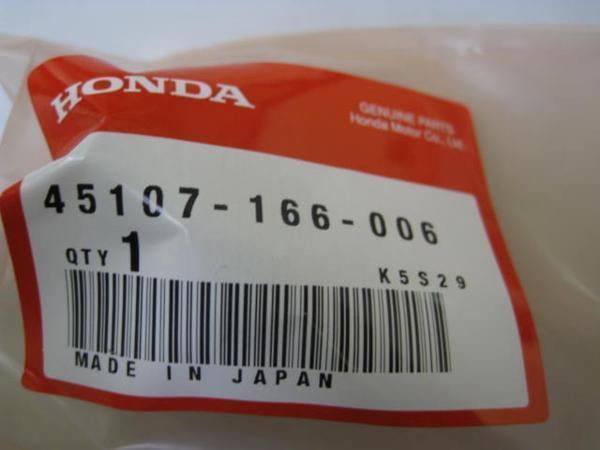 HONDA
GENUINE PARTS
Honda Motor Co., Ltd.
45107-166-006
QTY 1
K5S29
MADE IN JAPAN